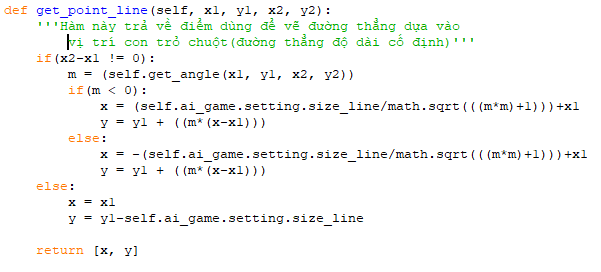 def get_point_line(self, x1, y1, x2, y2):
    '''Hàm này trả về điểm dùng để vẽ đường thẳng dựa vào
        vị trí con trỏ chuột(đường thẳng độ dài cố định)'''
    if(x2-x1 != 0):
        m = (self.get_angle(x1, y1, x2, y2))
        if(m < 0):
            x = (self.ai_game.setting.size_line/math.sqrt(((m*m)+1)))+x1
            y = y1 + ((m*(x-x1)))
        else:
            x = -(self.ai_game.setting.size_line/math.sqrt(((m*m)+1)))+x1
            y = y1 + ((m*(x-x1)))
    else:
        x = x1
        y = y1-self.ai_game.setting.size_line
    return [x, y]